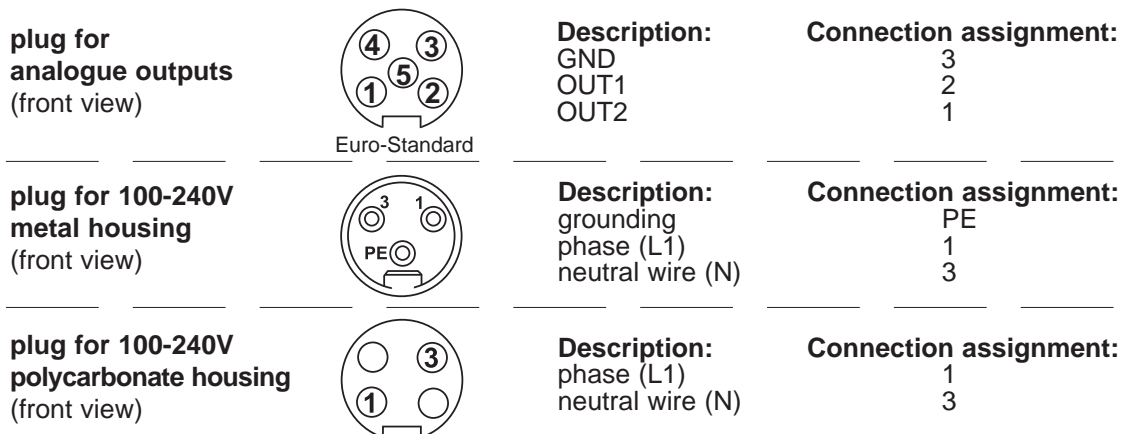 plug for
analogue outputs
(front view)
4 3
5
1 2
Euro-Standard
Description: Connection assignment:
GND 3
OUT1 2
OUT2 1
plug for 100-240V
metal housing
(front view)
3 1
PE
Description: Connection assignment:
grounding PE
phase (L1) 1
neutral wire (N) 3
plug for 100-240V
polycarbonate housing
(front view)
3
1
Description: Connection assignment:
phase (L1) 1
neutral wire (N) 3